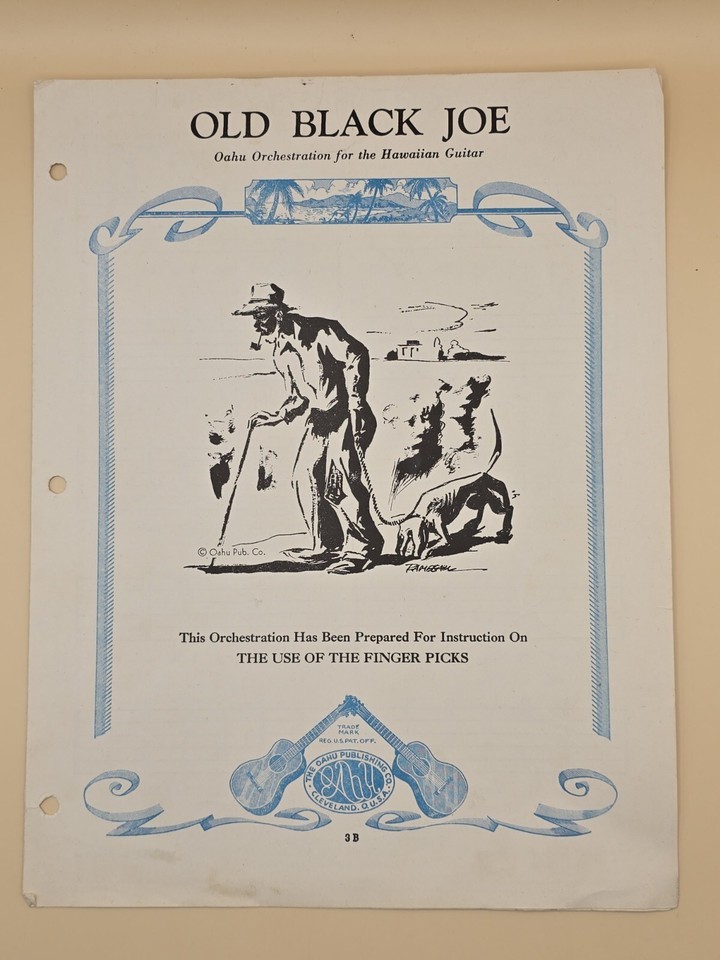 OLD BLACK JOE
Oahu Orchestration for the Hawaiian Guitar
© Oahu Pub. Co.
This Orchestration Has Been Prepared For Instruction On
THE USE OF THE FINGER PICKS
TRADE
MARK
REG. U.S. PAT. OFF.
THE OAHU PUBLISHING CO.
OAHU
CLEVELAND, O. U.S.A.
3B